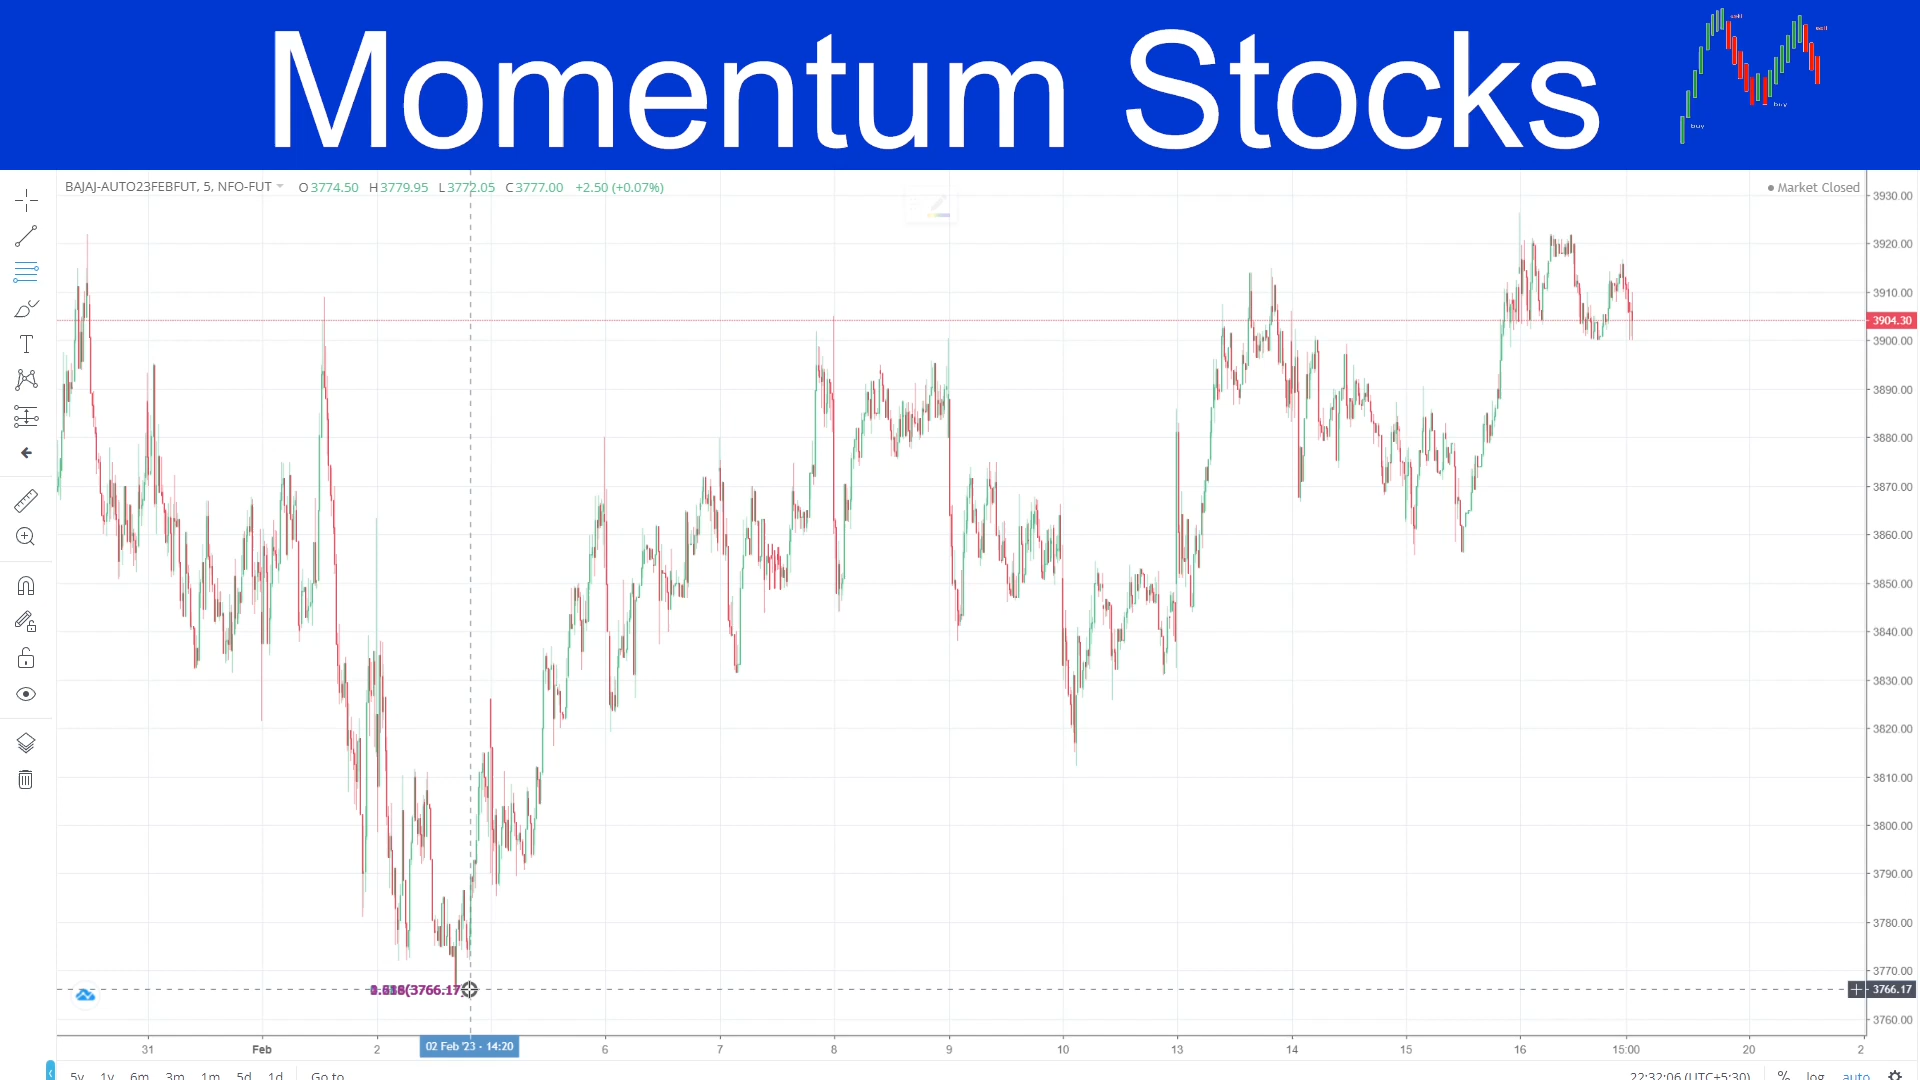 Momentum Stocks
sell
sell
buy
buy
BAJAJ-AUTO23FEBFUT, 5, NFO-FUT O3774.50 H3779.95 L3772.05 C3777.00 +2.50 (+0.07%)
Market Closed
3930.00
3920.00
3910.00
3904.30
3900.00
3890.00
3880.00
3870.00
3860.00
3850.00
3840.00
3830.00
3820.00
3810.00
3800.00
3790.00
3780.00
3770.00
(3766.17)
3766.17
3760.00
31 Feb 2 02 Feb '23 - 14:20 6 7 8 9 10 13 14 15 16 15:00 20 2
5y 1y 6m 3m 1m 5d 1d Go to
22:32:06 (UTC+5:30) % log auto